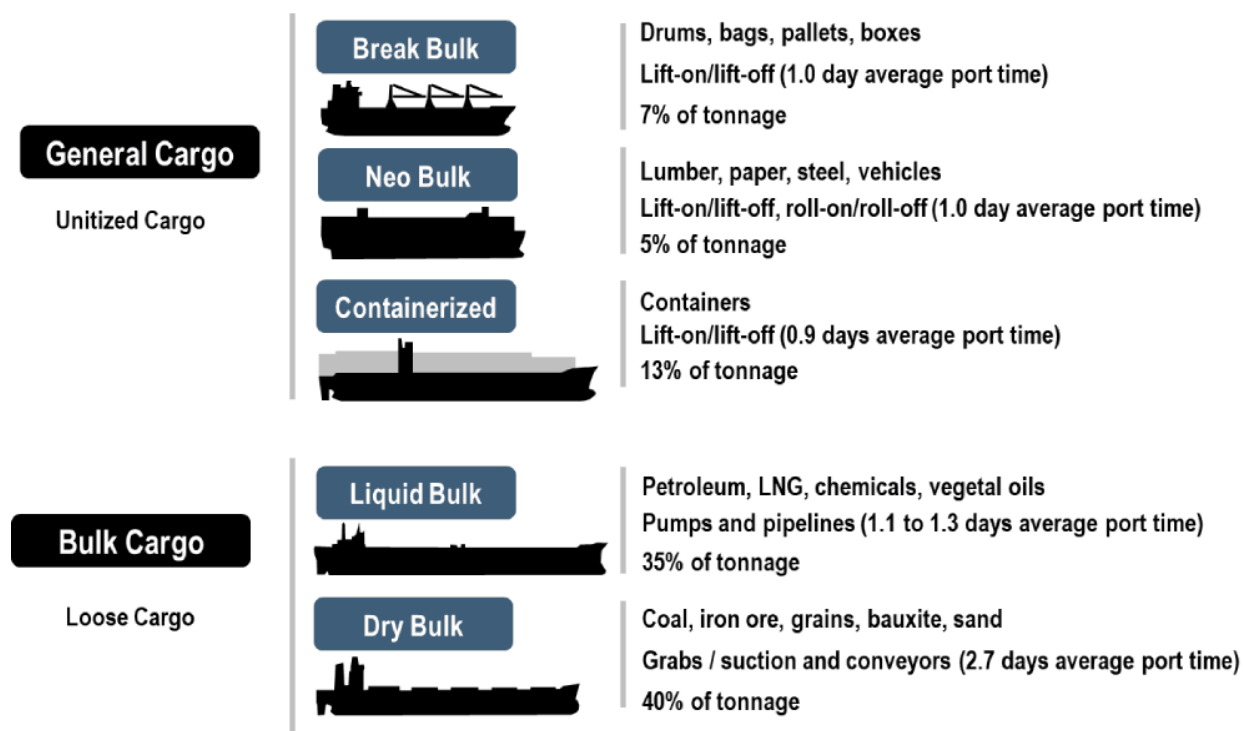 General Cargo
Unitized Cargo
Break Bulk
Drums, bags, pallets, boxes
Lift-on/lift-off (1.0 day average port time)
7% of tonnage
Neo Bulk
Lumber, paper, steel, vehicles
Lift-on/lift-off, roll-on/roll-off (1.0 day average port time)
5% of tonnage
Containerized
Containers
Lift-on/lift-off (0.9 days average port time)
13% of tonnage
Bulk Cargo
Loose Cargo
Liquid Bulk
Petroleum, LNG, chemicals, vegetal oils
Pumps and pipelines (1.1 to 1.3 days average port time)
35% of tonnage
Dry Bulk
Coal, iron ore, grains, bauxite, sand
Grabs / suction and conveyors (2.7 days average port time)
40% of tonnage